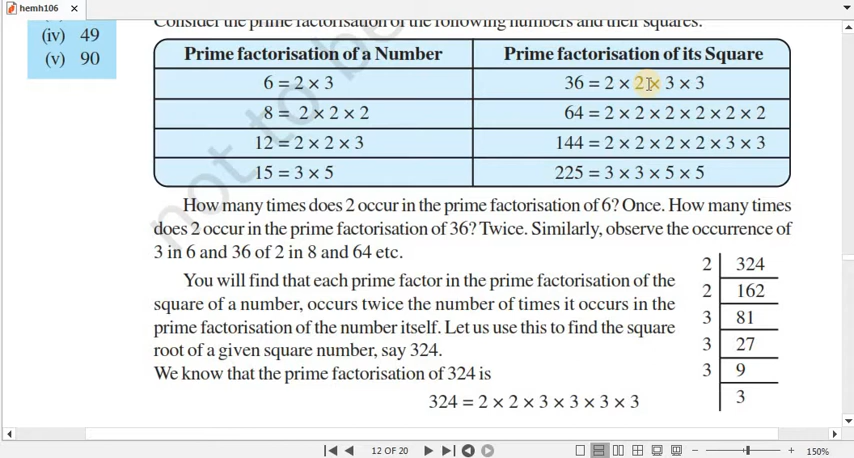 hemh106 ×
Consider the prime factorisation of the following numbers and their squares.
(iv) 49
(v) 90
Prime factorisation of a Number Prime factorisation of its Square
6 = 2 × 3 36 = 2 × 2 × 3 × 3
8 = 2 × 2 × 2 64 = 2 × 2 × 2 × 2 × 2 × 2
12 = 2 × 2 × 3 144 = 2 × 2 × 2 × 2 × 3 × 3
15 = 3 × 5 225 = 3 × 3 × 5 × 5
How many times does 2 occur in the prime factorisation of 6? Once. How many times
does 2 occur in the prime factorisation of 36? Twice. Similarly, observe the occurrence of
3 in 6 and 36 of 2 in 8 and 64 etc.
You will find that each prime factor in the prime factorisation of the
square of a number, occurs twice the number of times it occurs in the
prime factorisation of the number itself. Let us use this to find the square
root of a given square number, say 324.
We know that the prime factorisation of 324 is
324 = 2 × 2 × 3 × 3 × 3 × 3
2 324
2 162
3 81
3 27
3 9
3
not to be
12 OF 20
150%